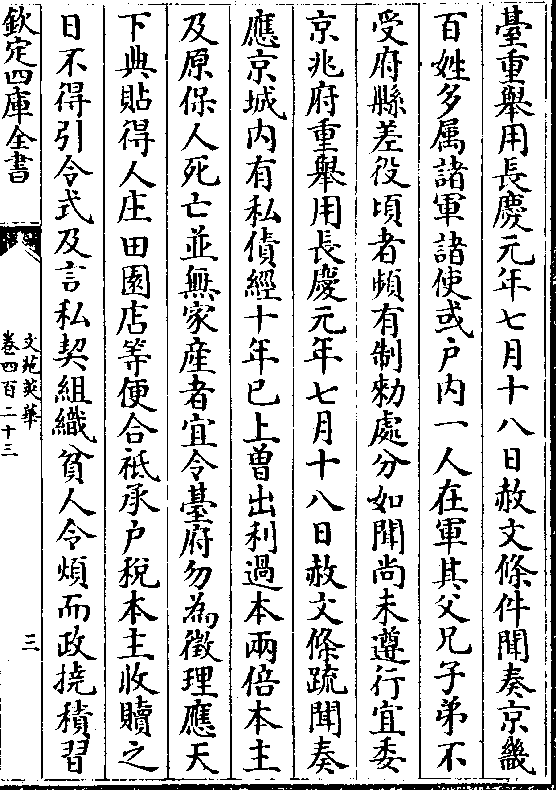 臺重舉用長慶元年七月十八日赦文條件聞奏京畿
百姓多属諸軍諸使或户内一人在軍其父兄子弟不
受府縣差役頃者頻有制勅處分如聞尚未遵行宜委
京兆府重舉用長慶元年七月十八日赦文條疏聞奏
應京城内有私債經十年已上曽出利過本兩倍本主
及原保人死亡並無家産者宜令臺府勿為徵理應天
下典貼得人庄田園店等便合祗承户税本主收贖之
日不得引令式及言私契組織貧人令煩而政撓積習
欽定四庫全書
文苑英華
卷四百二十三
三